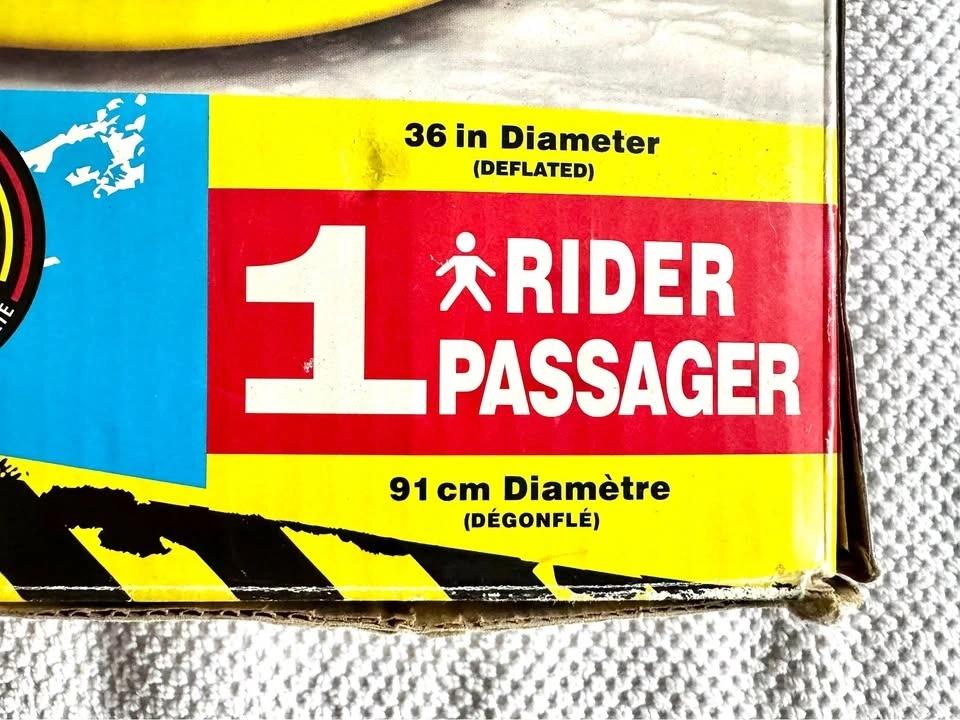 36 in Diameter
(DEFLATED)
1 RIDER
PASSAGER
91 cm Diamètre
(DÉGONFLÉ)